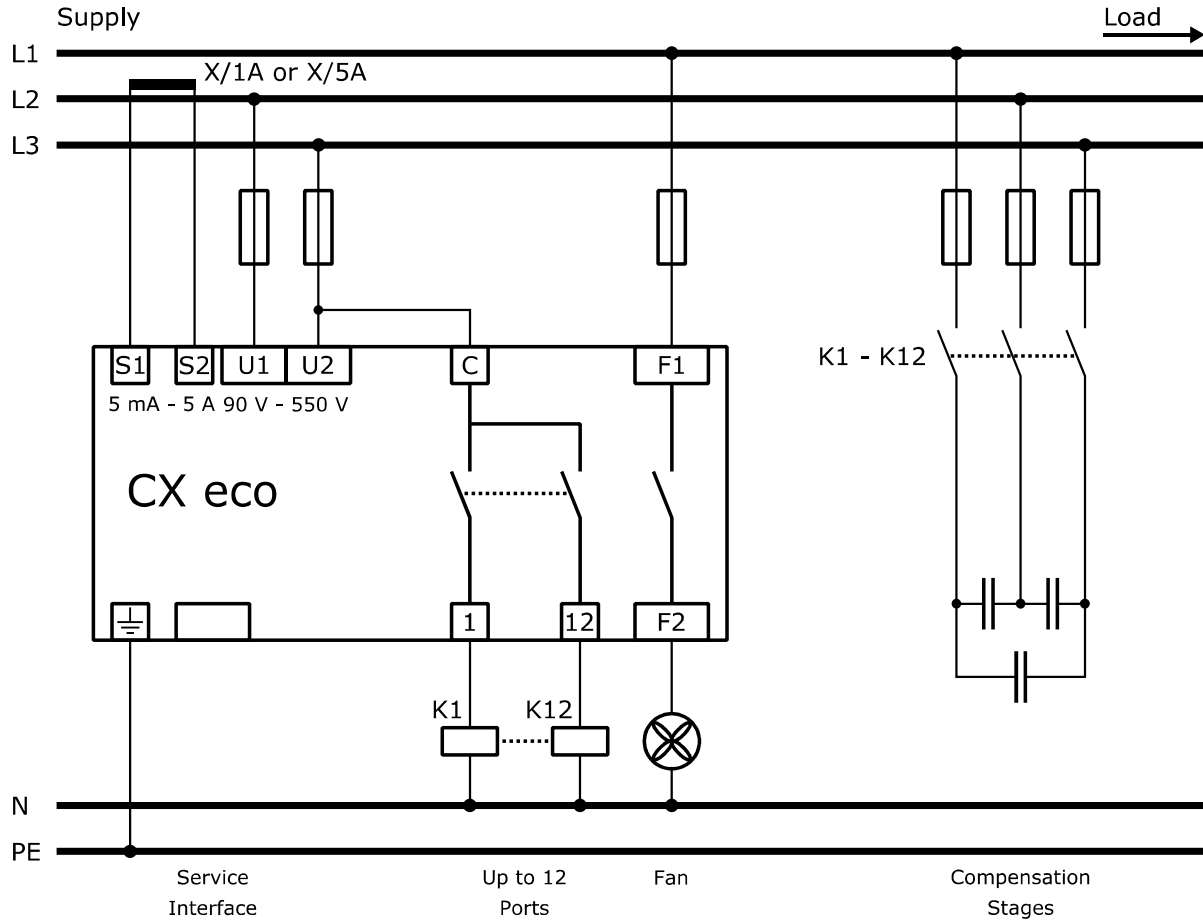 Supply
Load
L1
X/1A or X/5A
L2
L3
S1 S2 U1 U2 C F1
K1 - K12
5 mA - 5 A 90 V - 550 V
CX eco
1 12 F2
K1 K12
N
PE
Service
Interface
Up to 12
Ports
Fan
Compensation
Stages